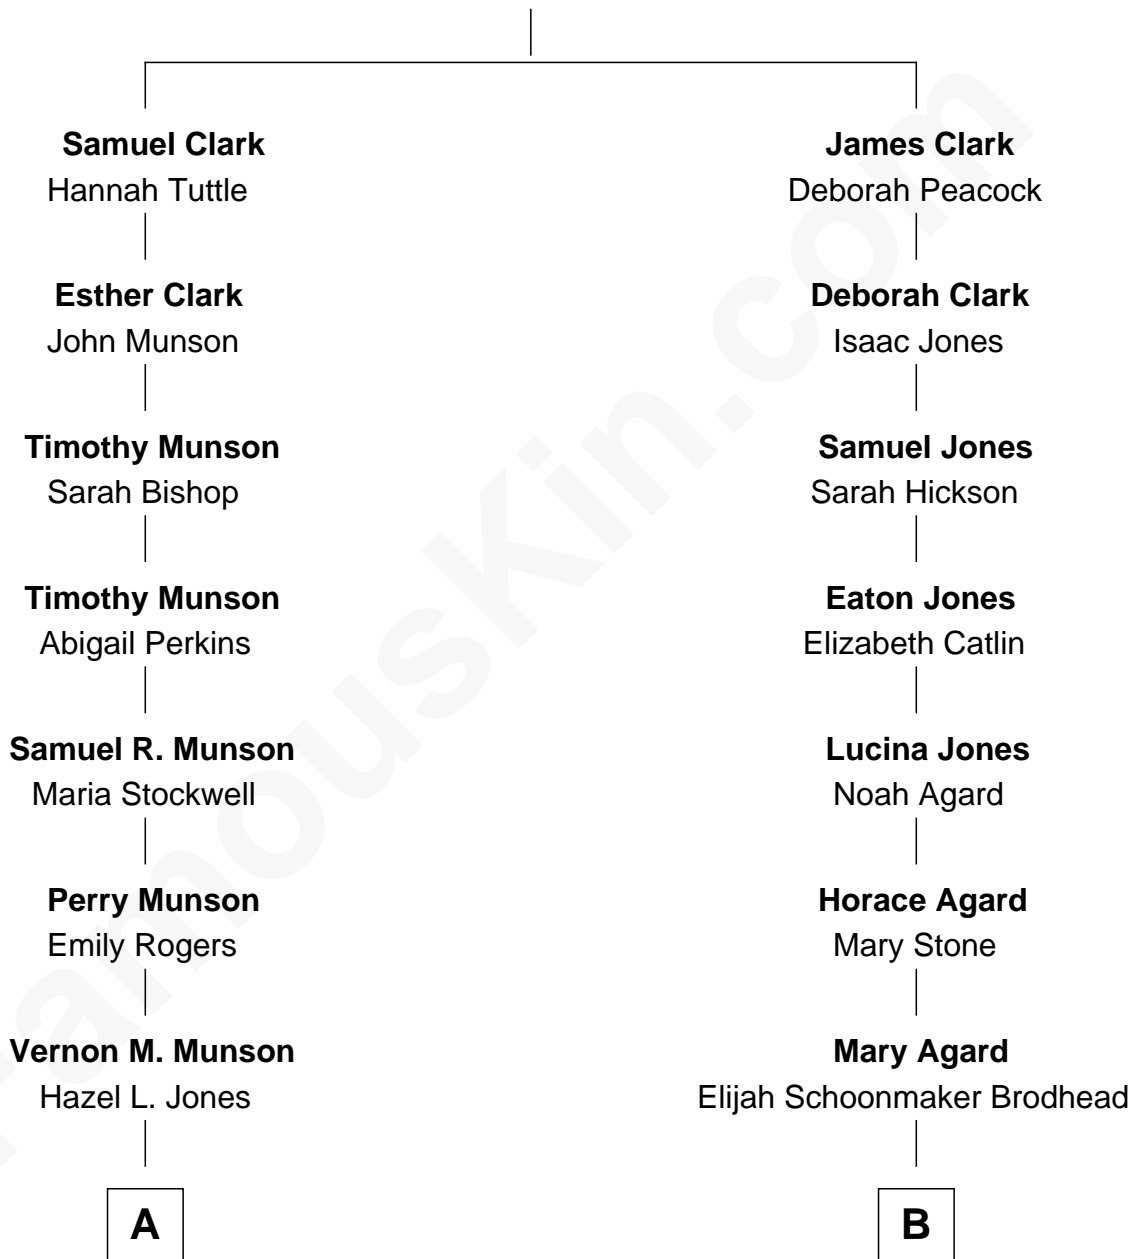 Samuel Clark
Hannah Tuttle
James Clark
Deborah Peacock
Esther Clark
John Munson
Deborah Clark
Isaac Jones
Timothy Munson
Sarah Bishop
Samuel Jones
Sarah Hickson
Timothy Munson
Abigail Perkins
Eaton Jones
Elizabeth Catlin
Samuel R. Munson
Maria Stockwell
Lucina Jones
Noah Agard
Perry Munson
Emily Rogers
Horace Agard
Mary Stone
Vernon M. Munson
Hazel L. Jones
Mary Agard
Elijah Schoonmaker Brodhead
A
B
FamousKin.com